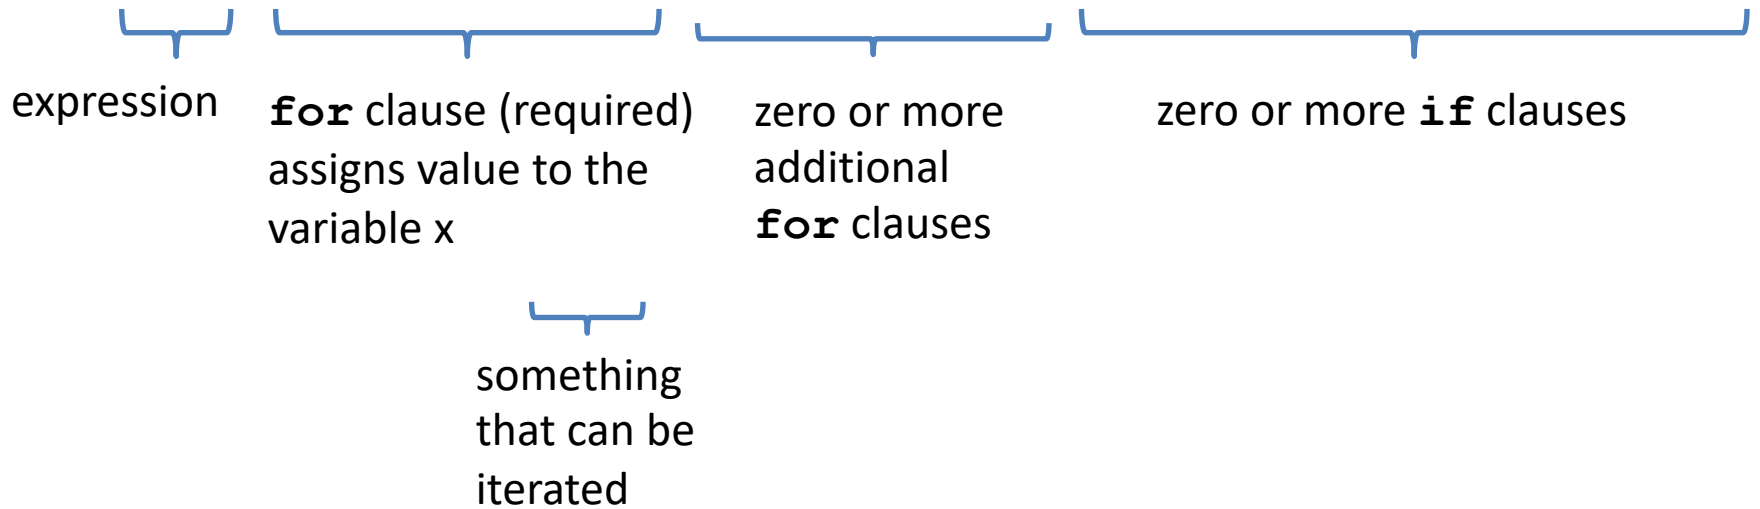 expression
for clause (required)
assigns value to the
variable x
zero or more
additional
for clauses
zero or more if clauses
something
that can be
iterated